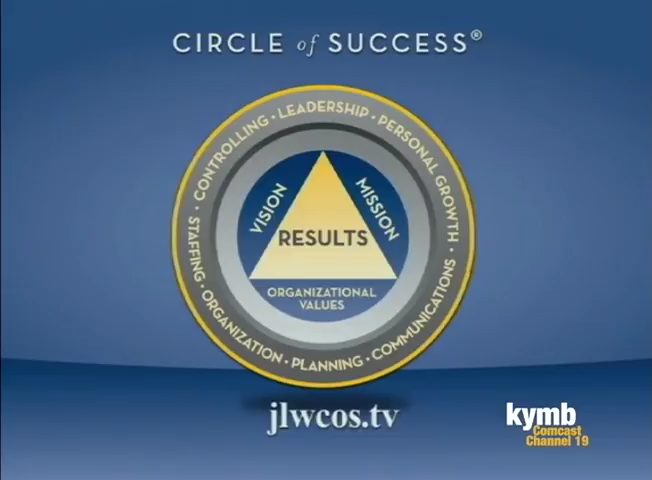 CIRCLE of SUCCESS®
CONTROLLING • LEADERSHIP • PERSONAL GROWTH • COMMUNICATIONS • PLANNING • ORGANIZATION • STAFFING •
VISION
MISSION
RESULTS
ORGANIZATIONAL
VALUES
jlwcos.tv
kymb
Comcast
Channel 19